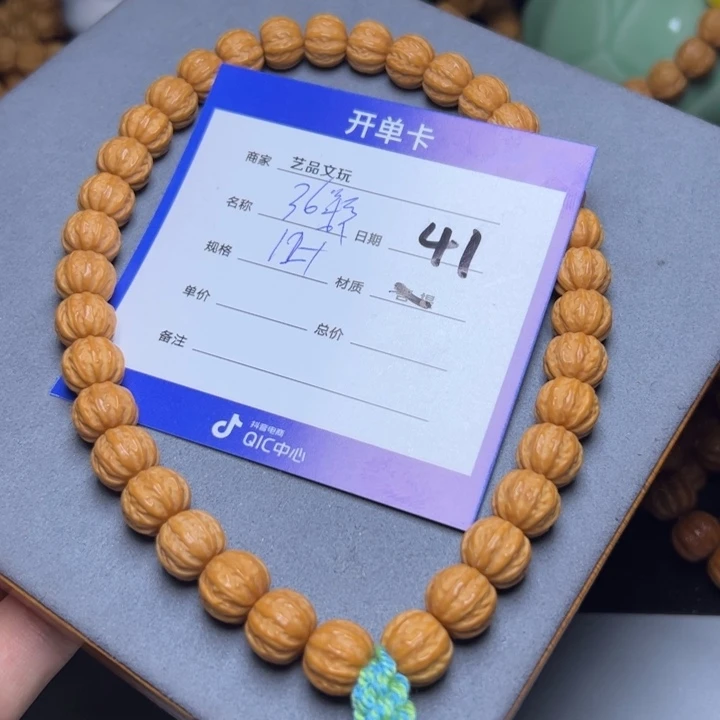 开单卡
商家 艺品文玩
名称 36颗 日期 41
规格 12+ 材质
单价 总价
备注
抖音电商
QIC中心